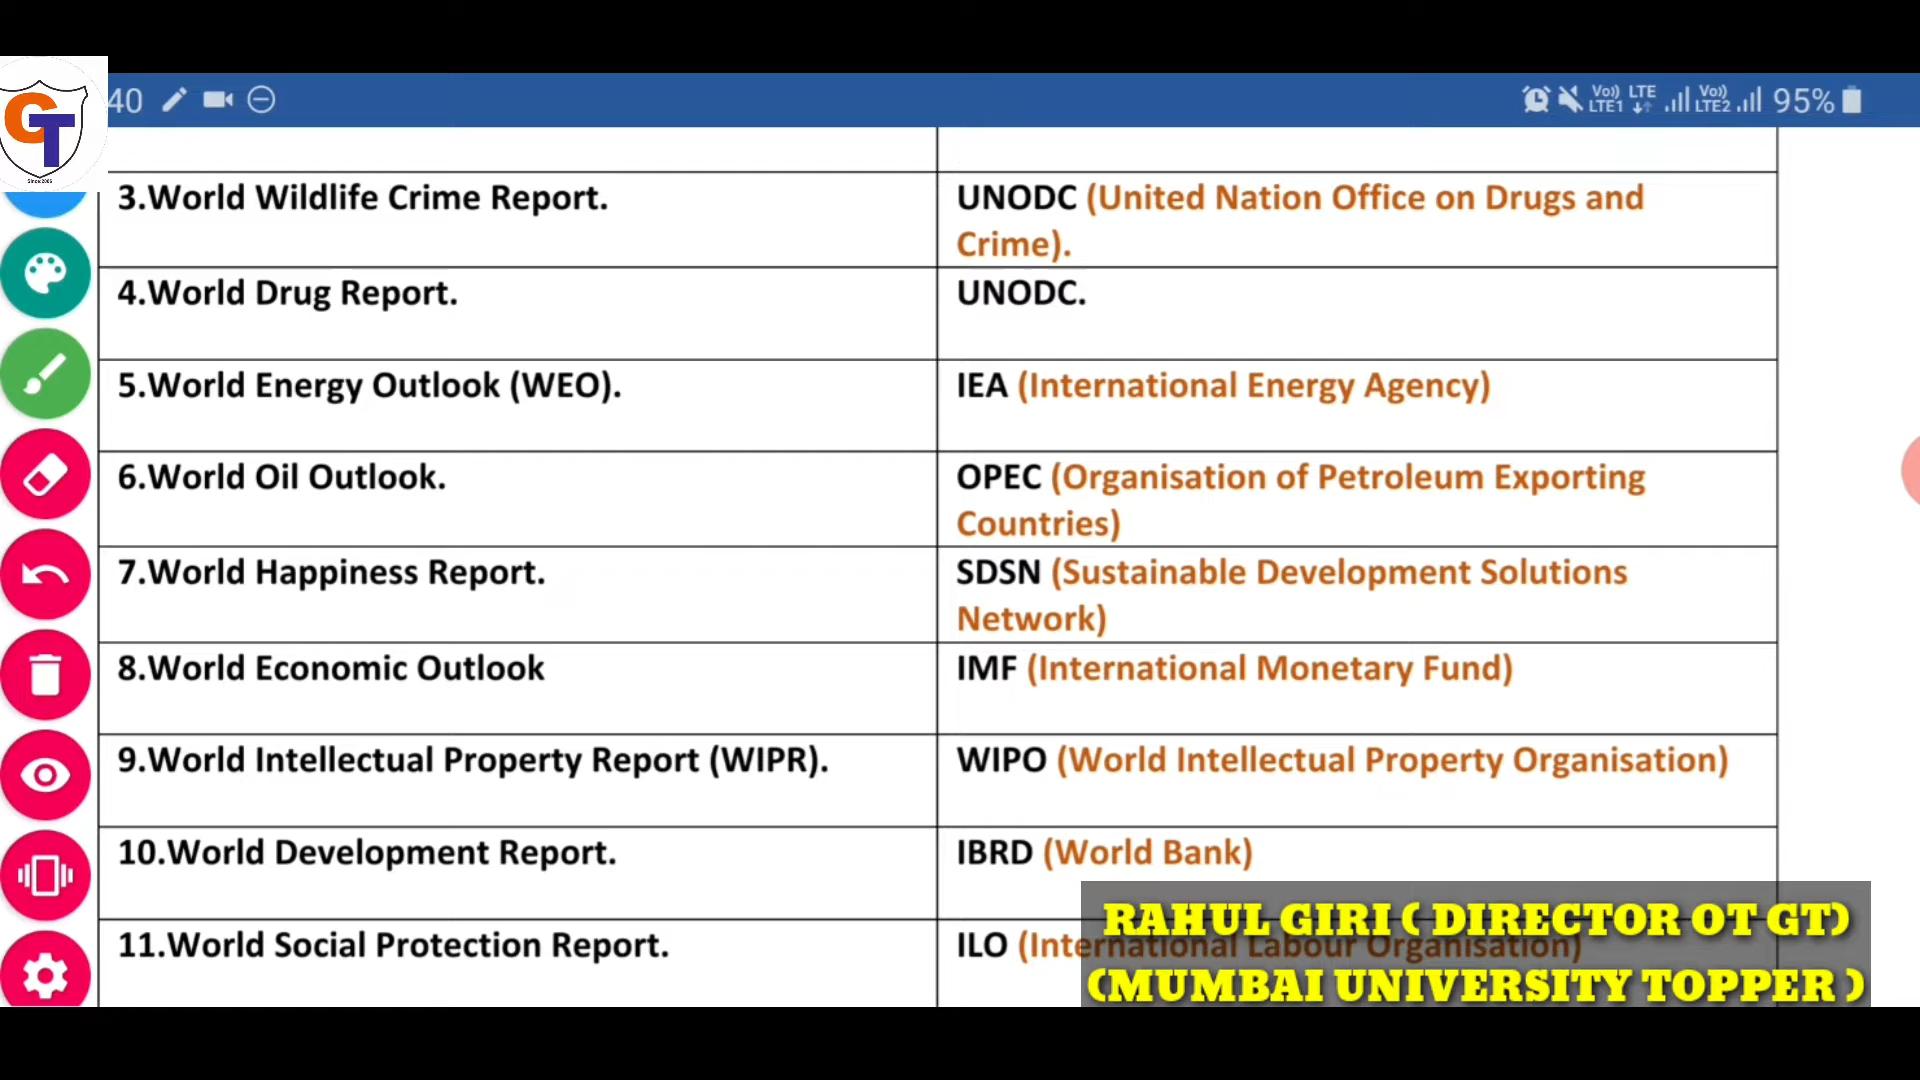 GT
Since:2005
40
Vo)) LTE
LTE1
Vo))
LTE2
95%
3.World Wildlife Crime Report.
UNODC (United Nation Office on Drugs and
Crime).
4.World Drug Report.
UNODC.
5.World Energy Outlook (WEO).
IEA (International Energy Agency)
6.World Oil Outlook.
OPEC (Organisation of Petroleum Exporting
Countries)
7.World Happiness Report.
SDSN (Sustainable Development Solutions
Network)
8.World Economic Outlook
IMF (International Monetary Fund)
9.World Intellectual Property Report (WIPR).
WIPO (World Intellectual Property Organisation)
10.World Development Report.
IBRD (World Bank)
11.World Social Protection Report.
ILO (International Labour Organisation)
RAHUL GIRI ( DIRECTOR OT GT)
(MUMBAI UNIVERSITY TOPPER )